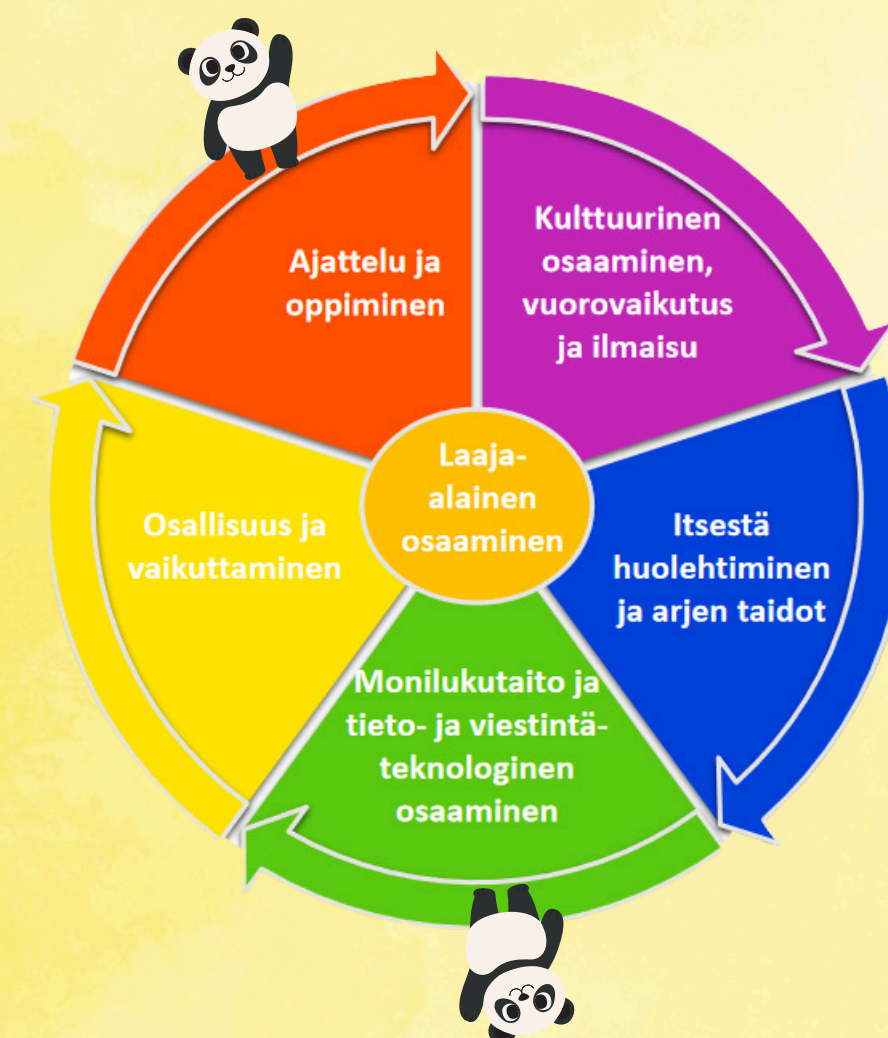 Ajattelu ja
oppiminen
Kulttuurinen
osaaminen,
vuorovaikutus
ja ilmaisu
Laaja-
alainen
osaaminen
Osallisuus ja
vaikuttaminen
Itsestä
huolehtiminen
ja arjen taidot
Monilukutaito ja
tieto- ja viestintä-
teknologinen
osaaminen